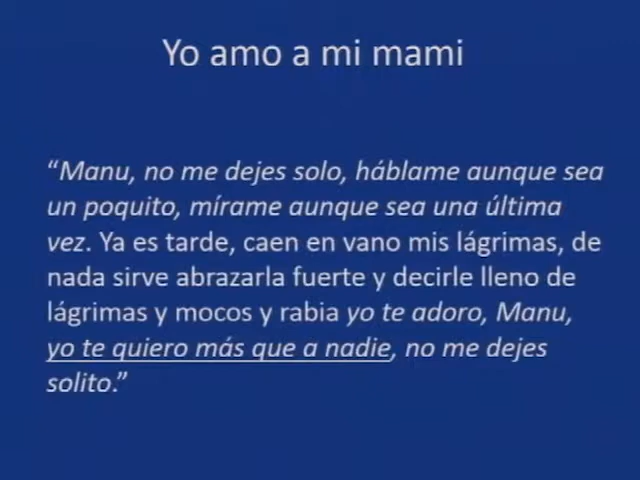 Yo amo a mi mami
“Manu, no me dejes solo, háblame aunque sea
un poquito, mírame aunque sea una última
vez. Ya es tarde, caen en vano mis lágrimas, de
nada sirve abrazarla fuerte y decirle lleno de
lágrimas y mocos y rabia yo te adoro, Manu,
yo te quiero más que a nadie, no me dejes
solito.”